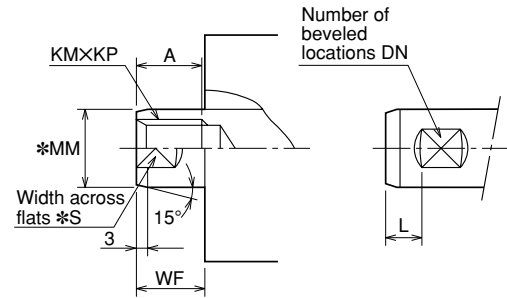 KM×KP
A
Number of
beveled
locations DN
✱MM
Width across
flats ✱S
15°
3
WF
L